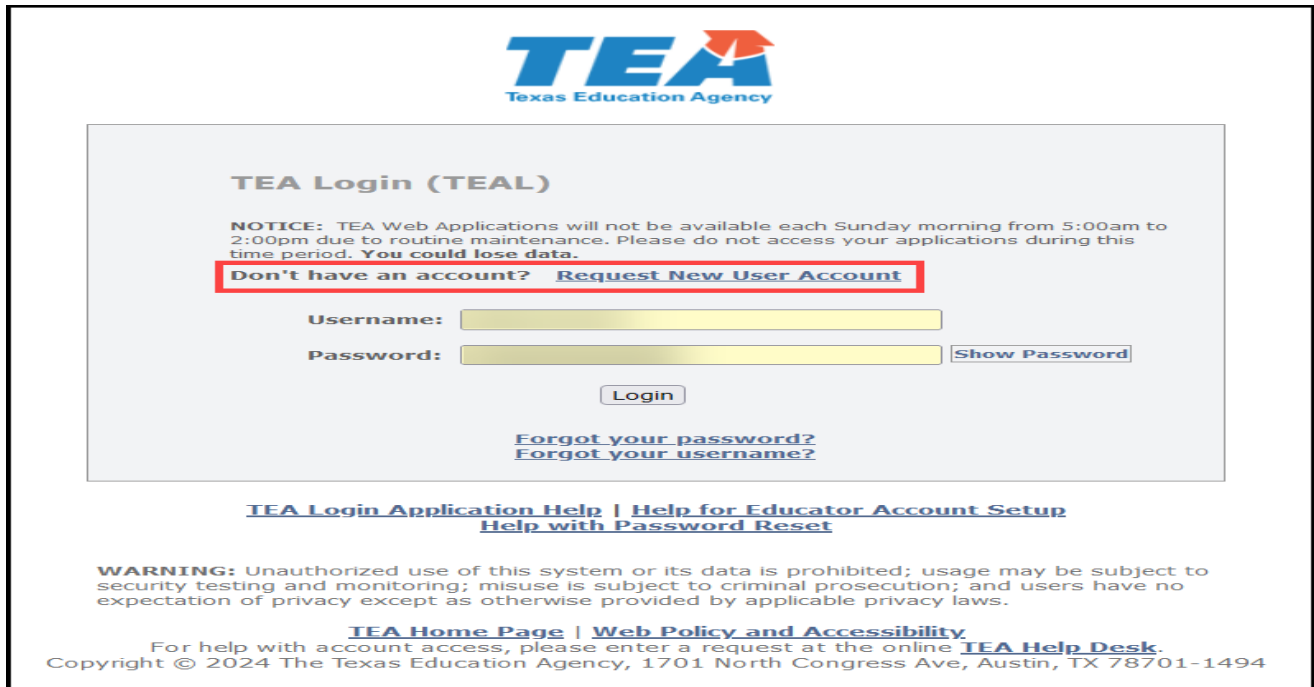 TEA
Texas Education Agency
TEA Login (TEAL)
NOTICE: TEA Web Applications will not be available each Sunday morning from 5:00am to
2:00pm due to routine maintenance. Please do not access your applications during this
time period. You could lose data.
Don't have an account? Request New User Account
Username:
Password: Show Password
Login
Forgot your password?
Forgot your username?
TEA Login Application Help | Help for Educator Account Setup
Help with Password Reset
WARNING: Unauthorized use of this system or its data is prohibited; usage may be subject to
security testing and monitoring; misuse is subject to criminal prosecution; and users have no
expectation of privacy except as otherwise provided by applicable privacy laws.
TEA Home Page | Web Policy and Accessibility
For help with account access, please enter a request at the online TEA Help Desk.
Copyright © 2024 The Texas Education Agency, 1701 North Congress Ave, Austin, TX 78701-1494